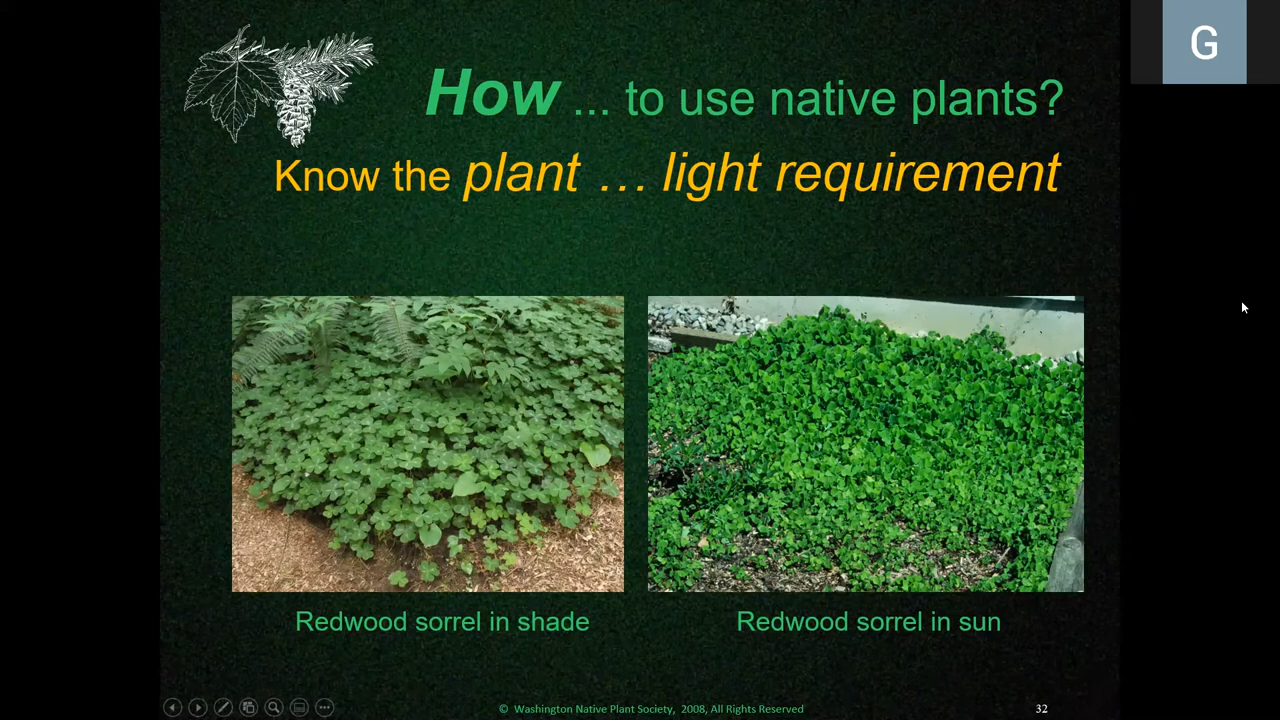 G
How ... to use native plants?
Know the plant … light requirement
Redwood sorrel in shade
Redwood sorrel in sun
© Washington Native Plant Society, 2008, All Rights Reserved
32